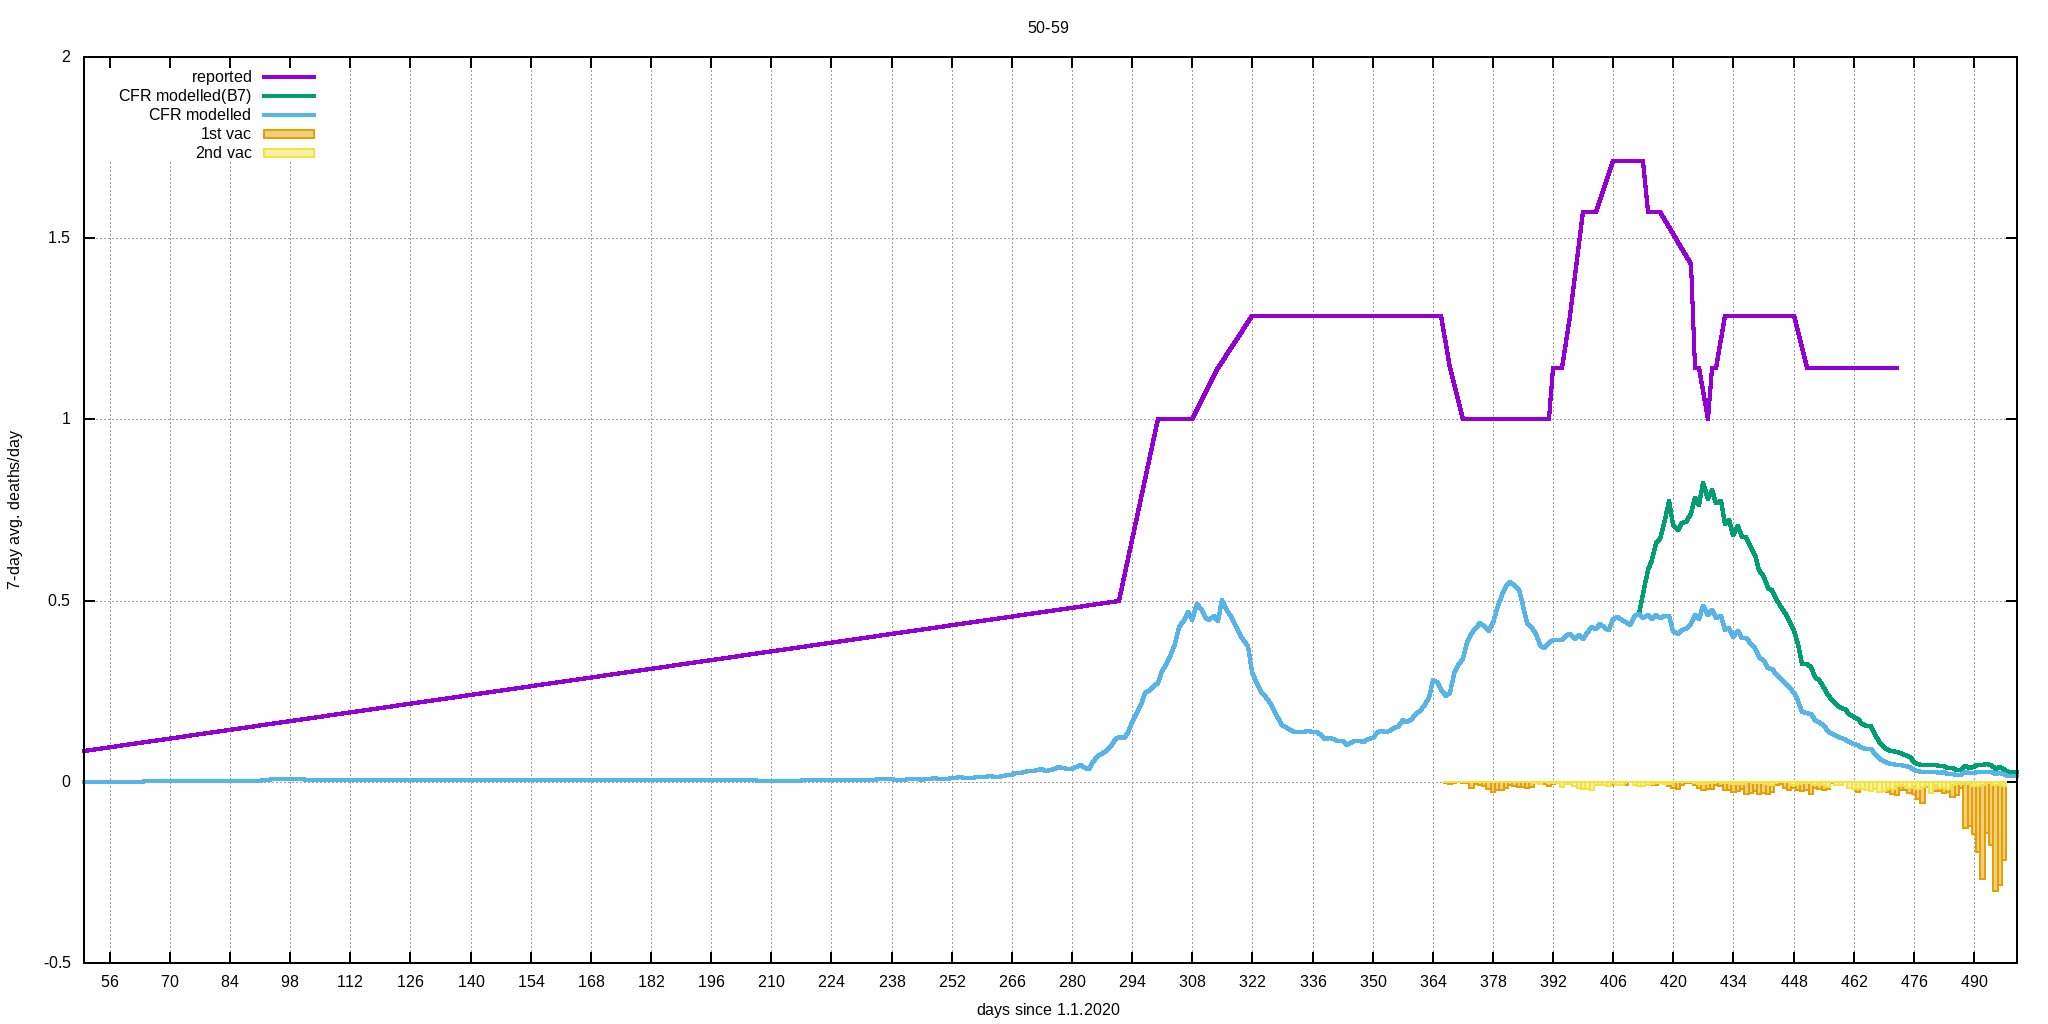 50-59
reported
CFR modelled(B7)
CFR modelled
1st vac
2nd vac
2
1.5
1
0.5
0
-0.5
7-day avg. deaths/day
56 70 84 98 112 126 140 154 168 182 196 210 224 238 252 266 280 294 308 322 336 350 364 378 392 406 420 434 448 462 476 490
days since 1.1.2020